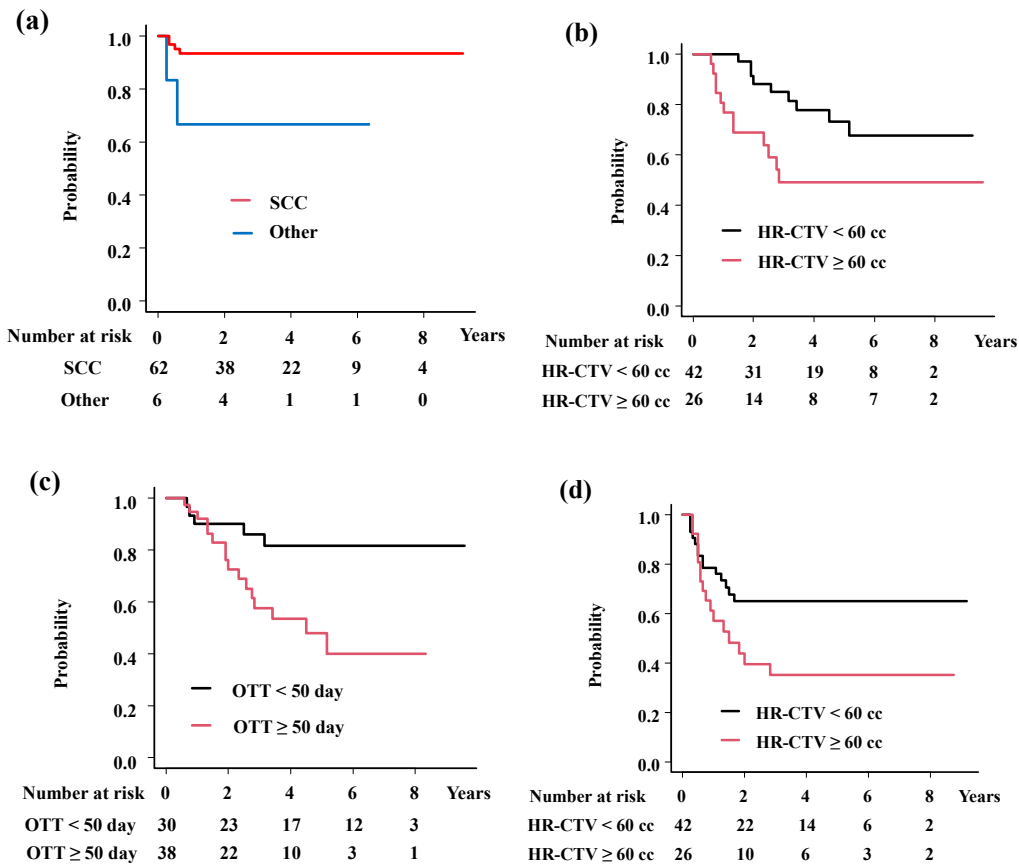 (a)
1.0
0.8
0.6
0.4
0.2
0.0
Probability
SCC
Other
Number at risk 0 2 4 6 8 Years
SCC 62 38 22 9 4
Other 6 4 1 1 0
(b)
1.0
0.8
0.6
0.4
0.2
0.0
Probability
HR-CTV < 60 cc
HR-CTV ≥ 60 cc
Number at risk 0 2 4 6 8 Years
HR-CTV < 60 cc 42 31 19 8 2
HR-CTV ≥ 60 cc 26 14 8 7 2
(c)
1.0
0.8
0.6
0.4
0.2
0.0
Probability
OTT < 50 day
OTT ≥ 50 day
Number at risk 0 2 4 6 8 Years
OTT < 50 day 30 23 17 12 3
OTT ≥ 50 day 38 22 10 3 1
(d)
1.0
0.8
0.6
0.4
0.2
0.0
Probability
HR-CTV < 60 cc
HR-CTV ≥ 60 cc
Number at risk 0 2 4 6 8 Years
HR-CTV < 60 cc 42 22 14 6 2
HR-CTV ≥ 60 cc 26 10 6 3 2